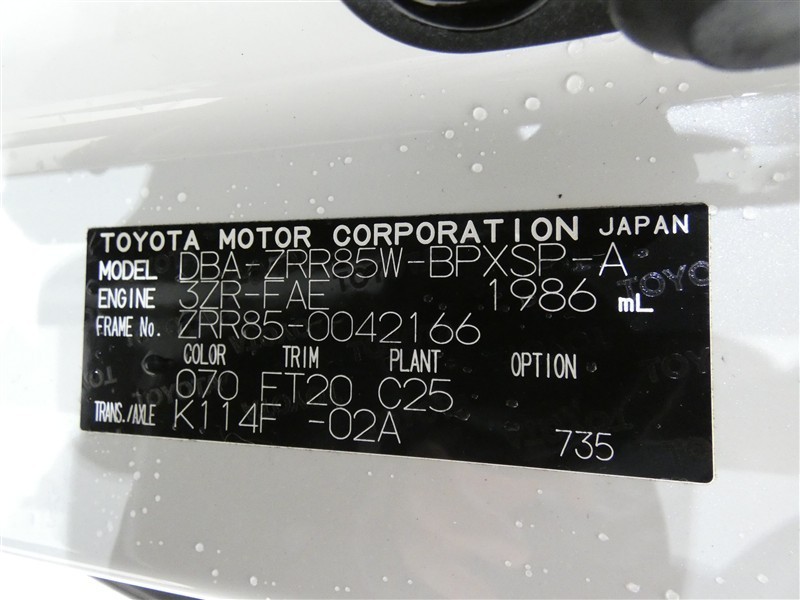 TOYOTA MOTOR CORPORATION JAPAN
MODEL DBA-ZRR85W-BPXSP-A
ENGINE 3ZR-FAE 1986 mL
FRAME No. ZRR85-0042166
COLOR TRIM PLANT OPTION
070 FT20 C25
TRANS./AXLE K114F -02A
735